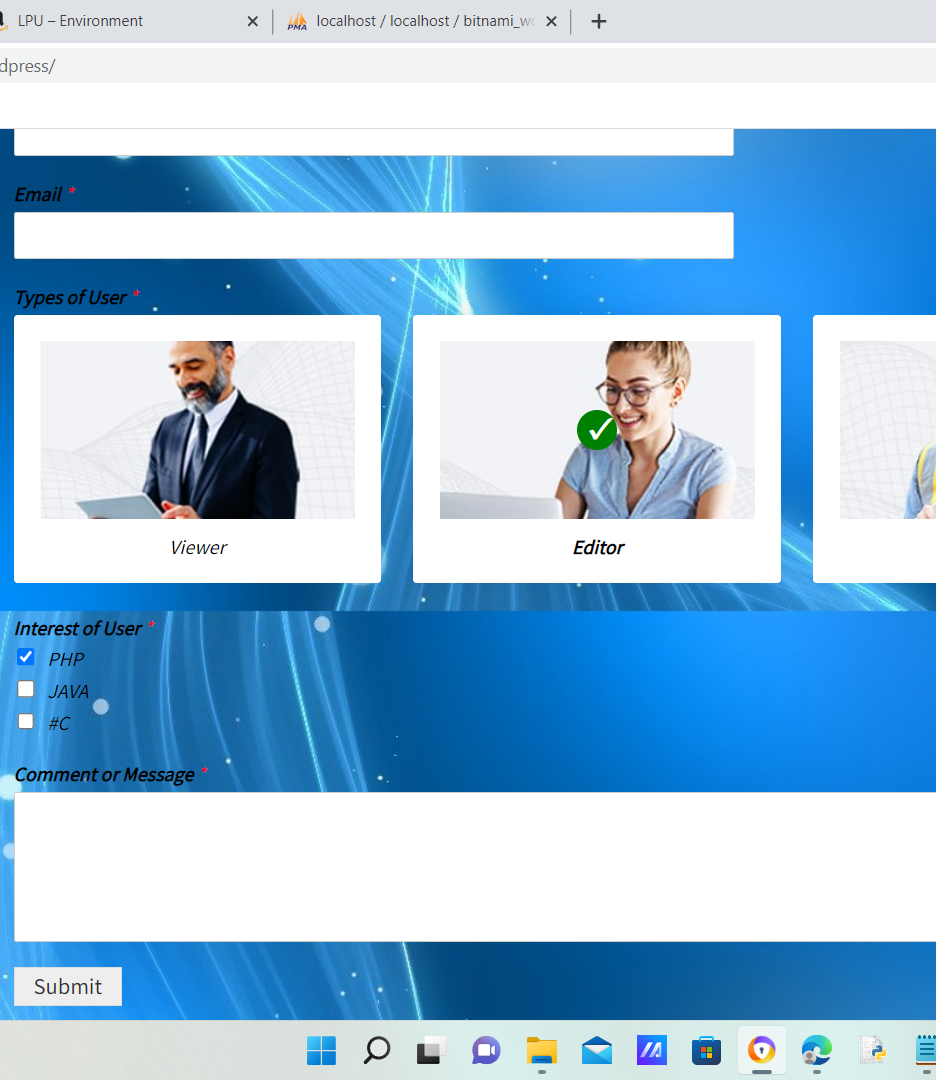 LPU – Environment
localhost / localhost / bitnami_w
PMA
dpress/
Email *
Types of User *
Viewer
Editor
Interest of User *
PHP
JAVA
#C
Comment or Message *
Submit